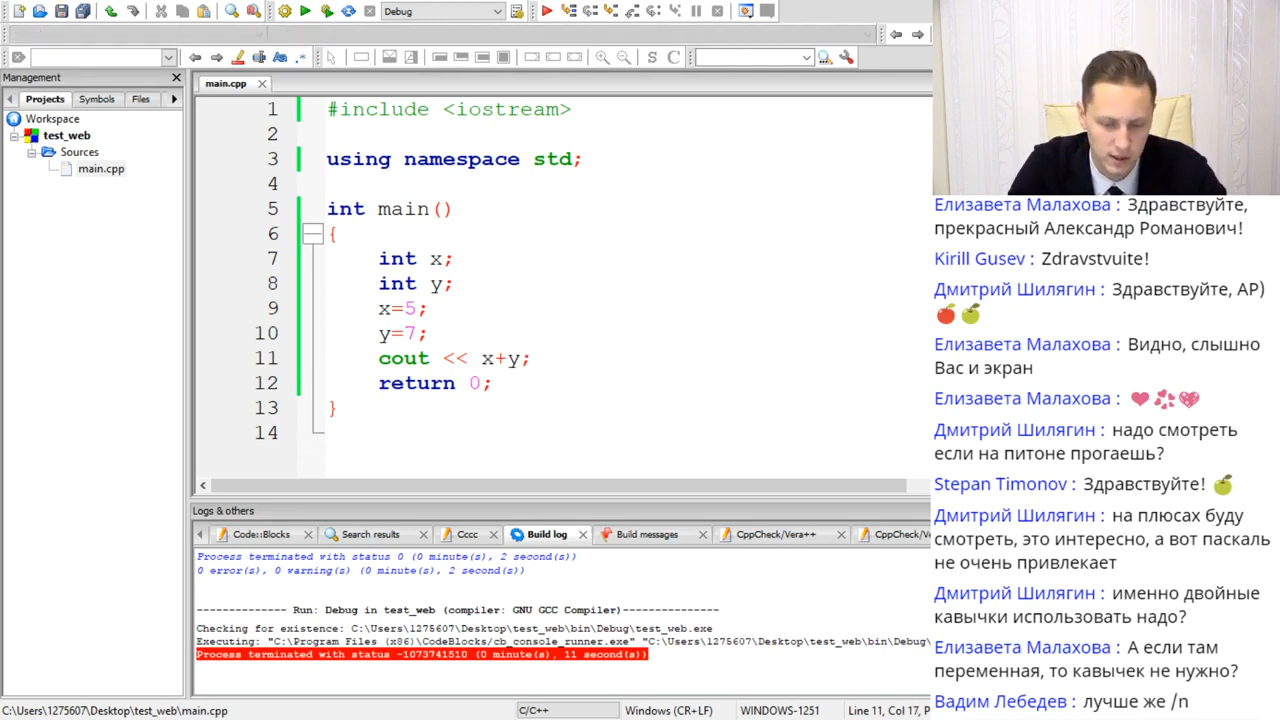 Debug
Management
main.cpp
Projects
Symbols
Files
Workspace
test_web
Sources
main.cpp
1
#include <iostream>
2
3
using namespace std;
4
5
int main()
6
{
7
int x;
8
int y;
9
x=5;
10
y=7;
11
cout << x+y;
12
return 0;
13
}
14
Logs & others
Code::Blocks
Search results
Cccc
Build log
Build messages
CppCheck/Vera++
CppCheck/Ve
Process terminated with status 0 (0 minute(s), 2 second(s))
0 error(s), 0 warning(s) (0 minute(s), 2 second(s))
-------------- Run: Debug in test_web (compiler: GNU GCC Compiler)---------------
Checking for existence: C:\Users\1275607\Desktop\test_web\bin\Debug\test_web.exe
Executing: "C:\Program Files (x86)\CodeBlocks/cb_console_runner.exe" "C:\Users\1275607\Desktop\test_web\bin\Debug\
Process terminated with status -1073741510 (0 minute(s), 11 second(s))
C:\Users\1275607\Desktop\test_web\main.cpp
C/C++
Windows (CR+LF)
WINDOWS-1251
Line 11, Col 17, P
Елизавета Малахова : Здравствуйте,
прекрасный Александр Романович!
Kirill Gusev : Zdravstvuite!
Дмитрий Шилягин : Здравствуйте, АР)
Елизавета Малахова : Видно, слышно
Вас и экран
Елизавета Малахова :
Дмитрий Шилягин : надо смотреть
если на питоне прогаешь?
Stepan Timonov : Здравствуйте!
Дмитрий Шилягин : на плюсах буду
смотреть, это интересно, а вот паскаль
не очень привлекает
Дмитрий Шилягин : именно двойные
кавычки использовать надо?
Елизавета Малахова : А если там
переменная, то кавычек не нужно?
Вадим Лебедев : лучше же /n